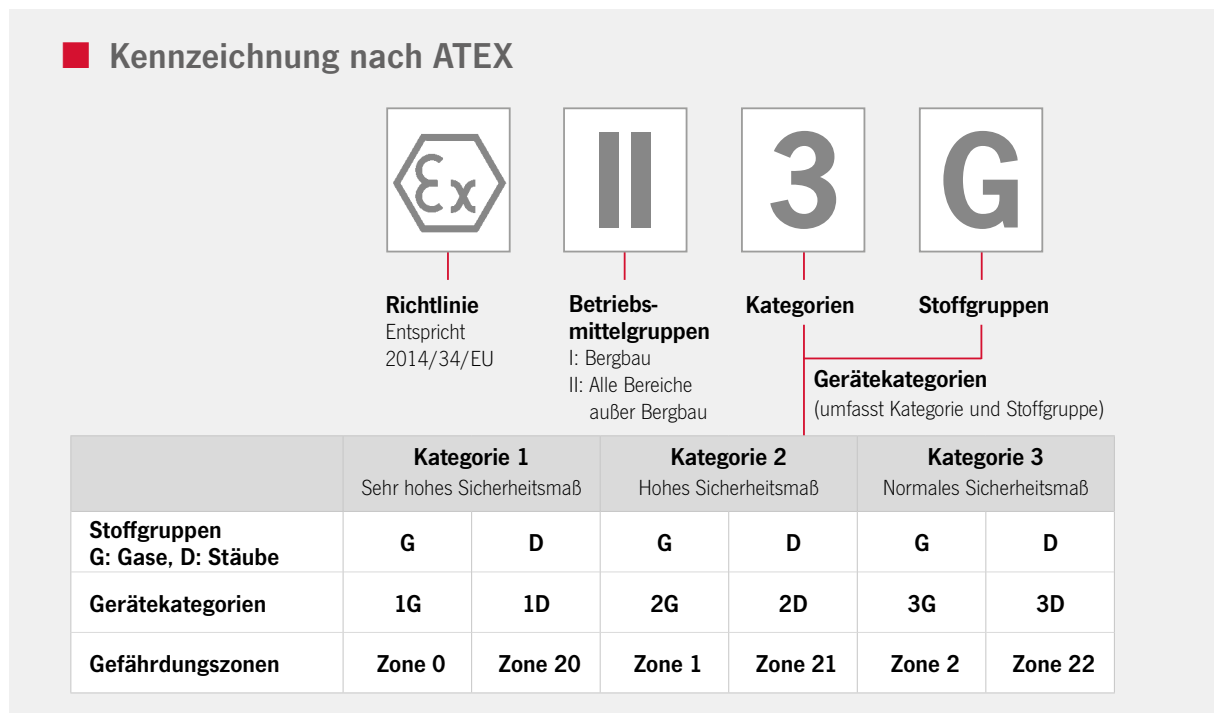 Kennzeichnung nach ATEX
Ex II 3 G
Richtlinie
Entspricht
2014/34/EU
Betriebs-
mittelgruppen
I: Bergbau
II: Alle Bereiche
außer Bergbau
Kategorien
Stoffgruppen
Gerätekategorien
(umfasst Kategorie und Stoffgruppe)
Kategorie 1 Kategorie 2 Kategorie 3
Sehr hohes Sicherheitsmaß Hohes Sicherheitsmaß Normales Sicherheitsmaß
Stoffgruppen
G: Gase, D: Stäube G D G D G D
Gerätekategorien 1G 1D 2G 2D 3G 3D
Gefährdungszonen Zone 0 Zone 20 Zone 1 Zone 21 Zone 2 Zone 22